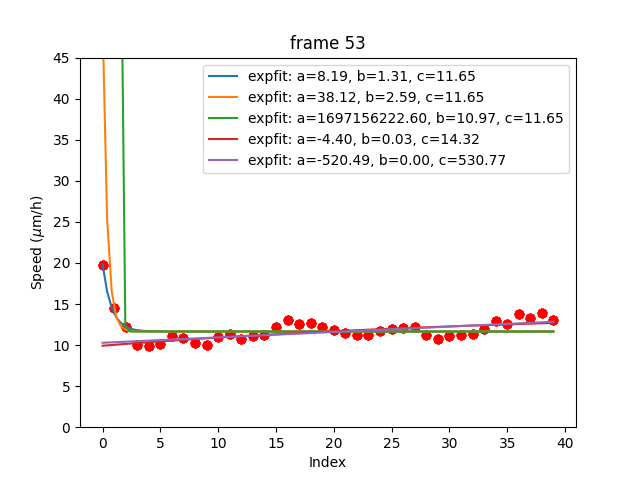 frame 53
expfit: a=8.19, b=1.31, c=11.65
expfit: a=38.12, b=2.59, c=11.65
expfit: a=1697156222.60, b=10.97, c=11.65
expfit: a=-4.40, b=0.03, c=14.32
expfit: a=-520.49, b=0.00, c=530.77
Speed (μm/h)
45
40
35
30
25
20
15
10
5
0
0 5 10 15 20 25 30 35 40
Index